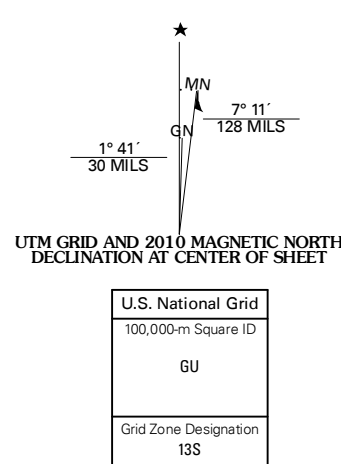 ★
MN
7° 11´
128 MILS
GN
1° 41´
30 MILS
UTM GRID AND 2010 MAGNETIC NORTH
DECLINATION AT CENTER OF SHEET
U.S. National Grid
100,000-m Square ID
GU
Grid Zone Designation
13S